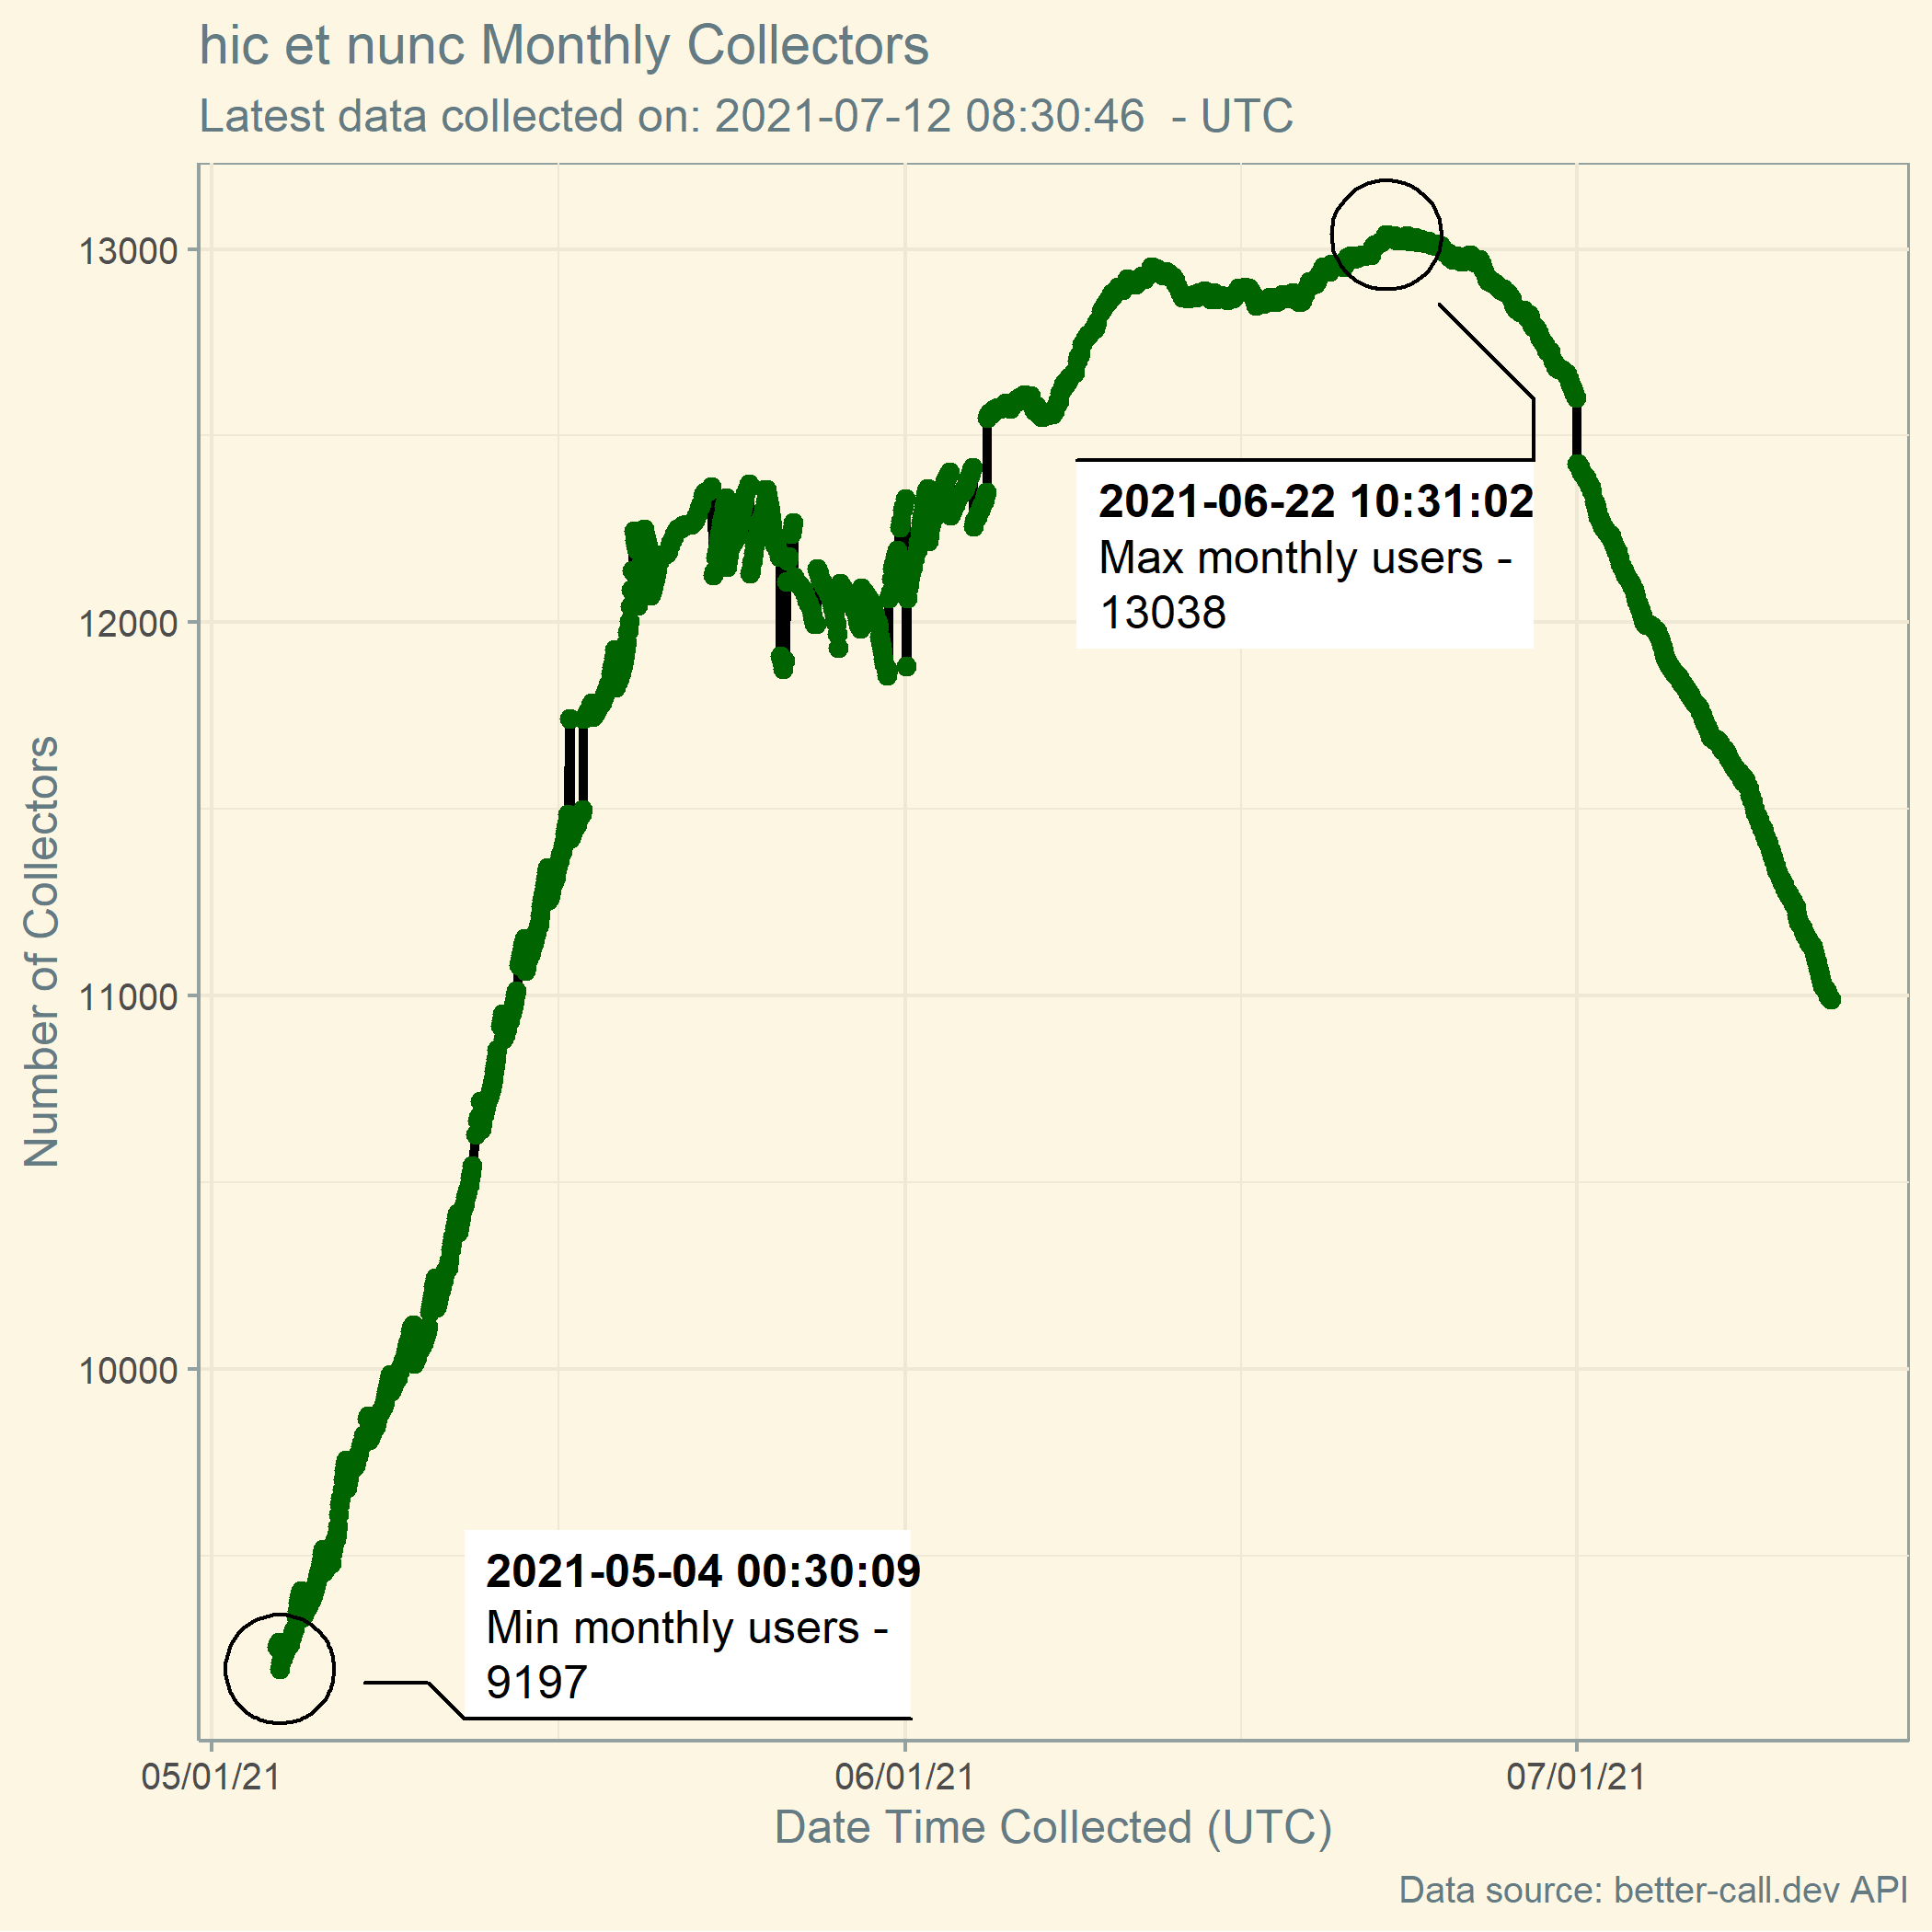 hic et nunc Monthly Collectors
Latest data collected on: 2021-07-12 08:30:46  - UTC
13000
12000
11000
10000
Number of Collectors
2021-06-22 10:31:02
Max monthly users -
13038
2021-05-04 00:30:09
Min monthly users -
9197
05/01/21
06/01/21
07/01/21
Date Time Collected (UTC)
Data source: better-call.dev API